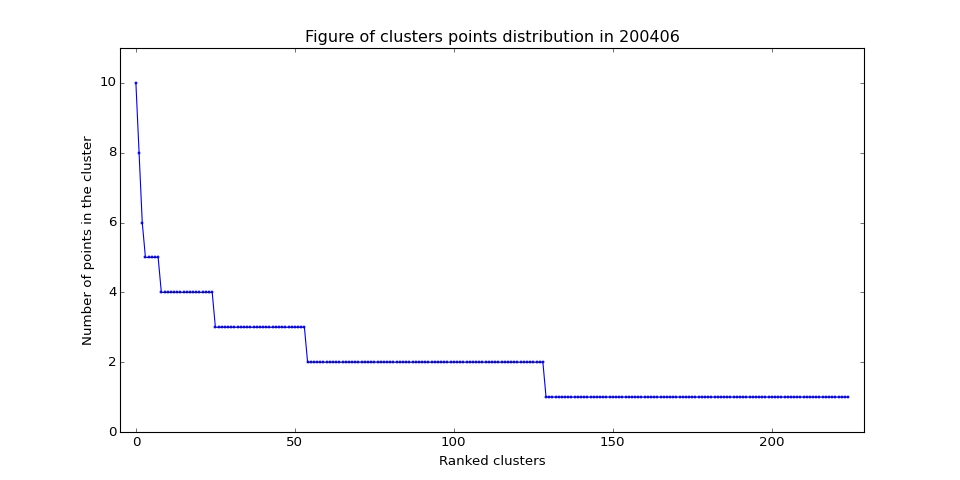 Figure of clusters points distribution in 200406
Number of points in the cluster
10
8
6
4
2
0
0 50 100 150 200
Ranked clusters